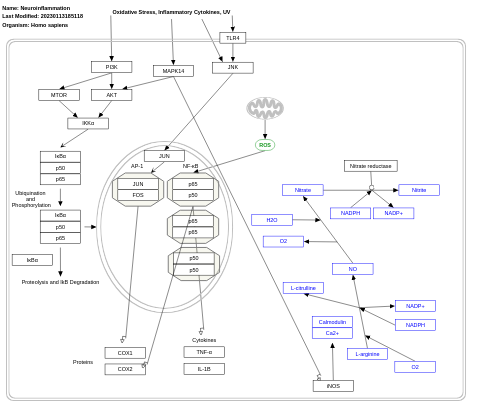 Name: Neuroinflammation
Last Modified: 20230113185118
Organism: Homo sapiens
Oxidative Stress, Inflammatory Cytokines, UV
TLR4
PI3K
MAPK14
JNK
MTOR
AKT
IKKα
ROS
JUN
AP-1
NF-κB
IκBα
p50
p65
JUN
FOS
p65
p50
Ubiquination
and
Phosphorylation
IκBα
p50
p65
p65
p65
p50
p50
IκBα
Proteolysis and IkB Degradation
Nitrate reductase
Nitrate
Nitrite
NADPH
NADP+
H2O
O2
NO
L-citrulline
NADP+
NADPH
Calmodulin
Ca2+
L-arginine
O2
iNOS
Proteins
COX1
COX2
Cytokines
TNF-α
IL-1B